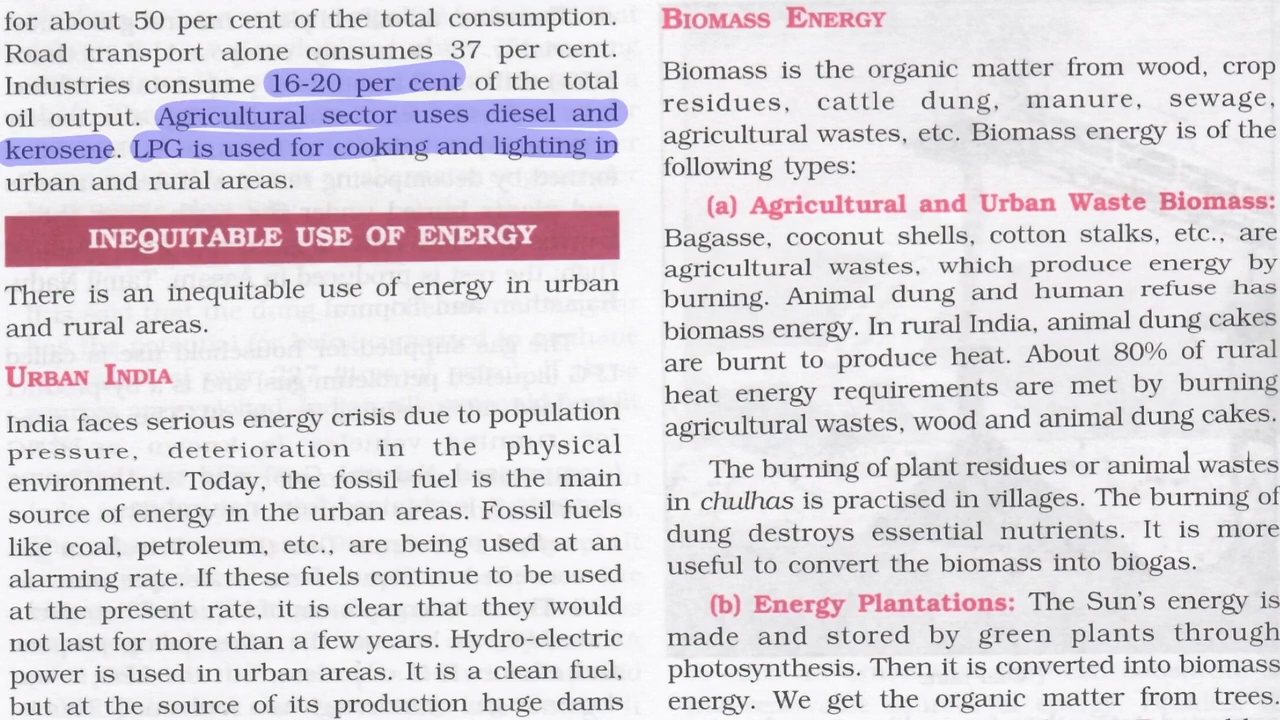 for about 50 per cent of the total consumption.
Road transport alone consumes 37 per cent.
Industries consume 16-20 per cent of the total
oil output. Agricultural sector uses diesel and
kerosene. LPG is used for cooking and lighting in
urban and rural areas.
INEQUITABLE USE OF ENERGY
There is an inequitable use of energy in urban
and rural areas.
URBAN INDIA
India faces serious energy crisis due to population
pressure, deterioration in the physical
environment. Today, the fossil fuel is the main
source of energy in the urban areas. Fossil fuels
like coal, petroleum, etc., are being used at an
alarming rate. If these fuels continue to be used
at the present rate, it is clear that they would
not last for more than a few years. Hydro-electric
power is used in urban areas. It is a clean fuel,
but at the source of its production huge dams
BIOMASS ENERGY
Biomass is the organic matter from wood, crop
residues, cattle dung, manure, sewage,
agricultural wastes, etc. Biomass energy is of the
following types:
(a) Agricultural and Urban Waste Biomass:
Bagasse, coconut shells, cotton stalks, etc., are
agricultural wastes, which produce energy by
burning. Animal dung and human refuse has
biomass energy. In rural India, animal dung cakes
are burnt to produce heat. About 80% of rural
heat energy requirements are met by burning
agricultural wastes, wood and animal dung cakes.
The burning of plant residues or animal wastes
in chulhas is practised in villages. The burning of
dung destroys essential nutrients. It is more
useful to convert the biomass into biogas.
(b) Energy Plantations: The Sun's energy is
made and stored by green plants through
photosynthesis. Then it is converted into biomass
energy. We get the organic matter from trees,